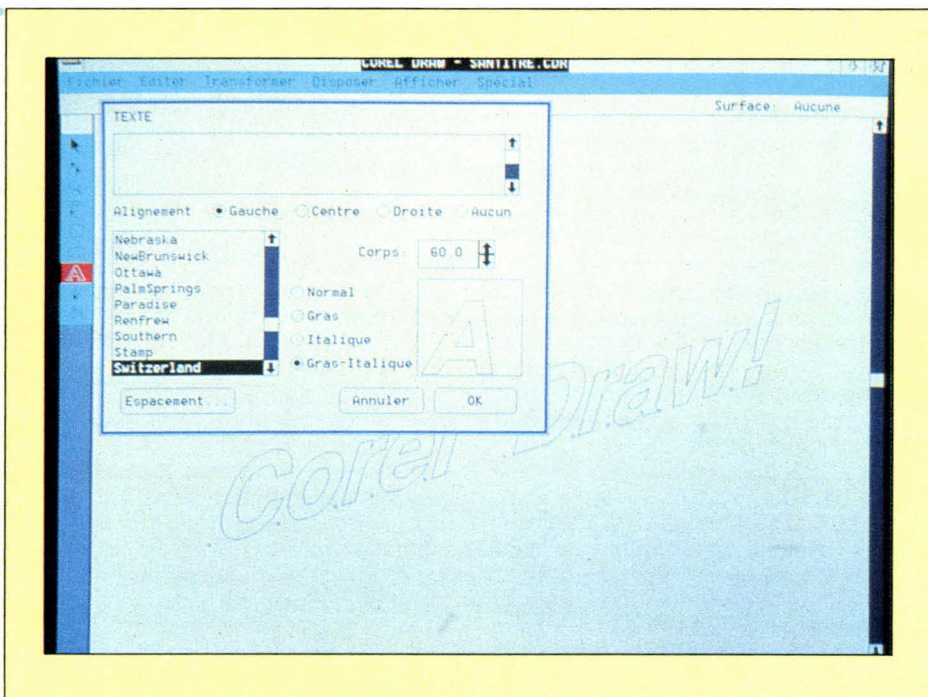 COREL DRAW - SANTITRE.CDR
Fichier Editer Transformer Disposer Afficher Spécial
Surface: Aucune
TEXTE
Alignement Gauche Centre Droite Aucun
Nebraska
NewBrunswick
Ottawa
PalmSprings
Paradise
Renfrew
Southern
Stamp
Switzerland
Corps: 60.0
Normal
Gras
Italique
Gras-Italique
A
A
Espacement...
Annuler
OK
Corel Draw!